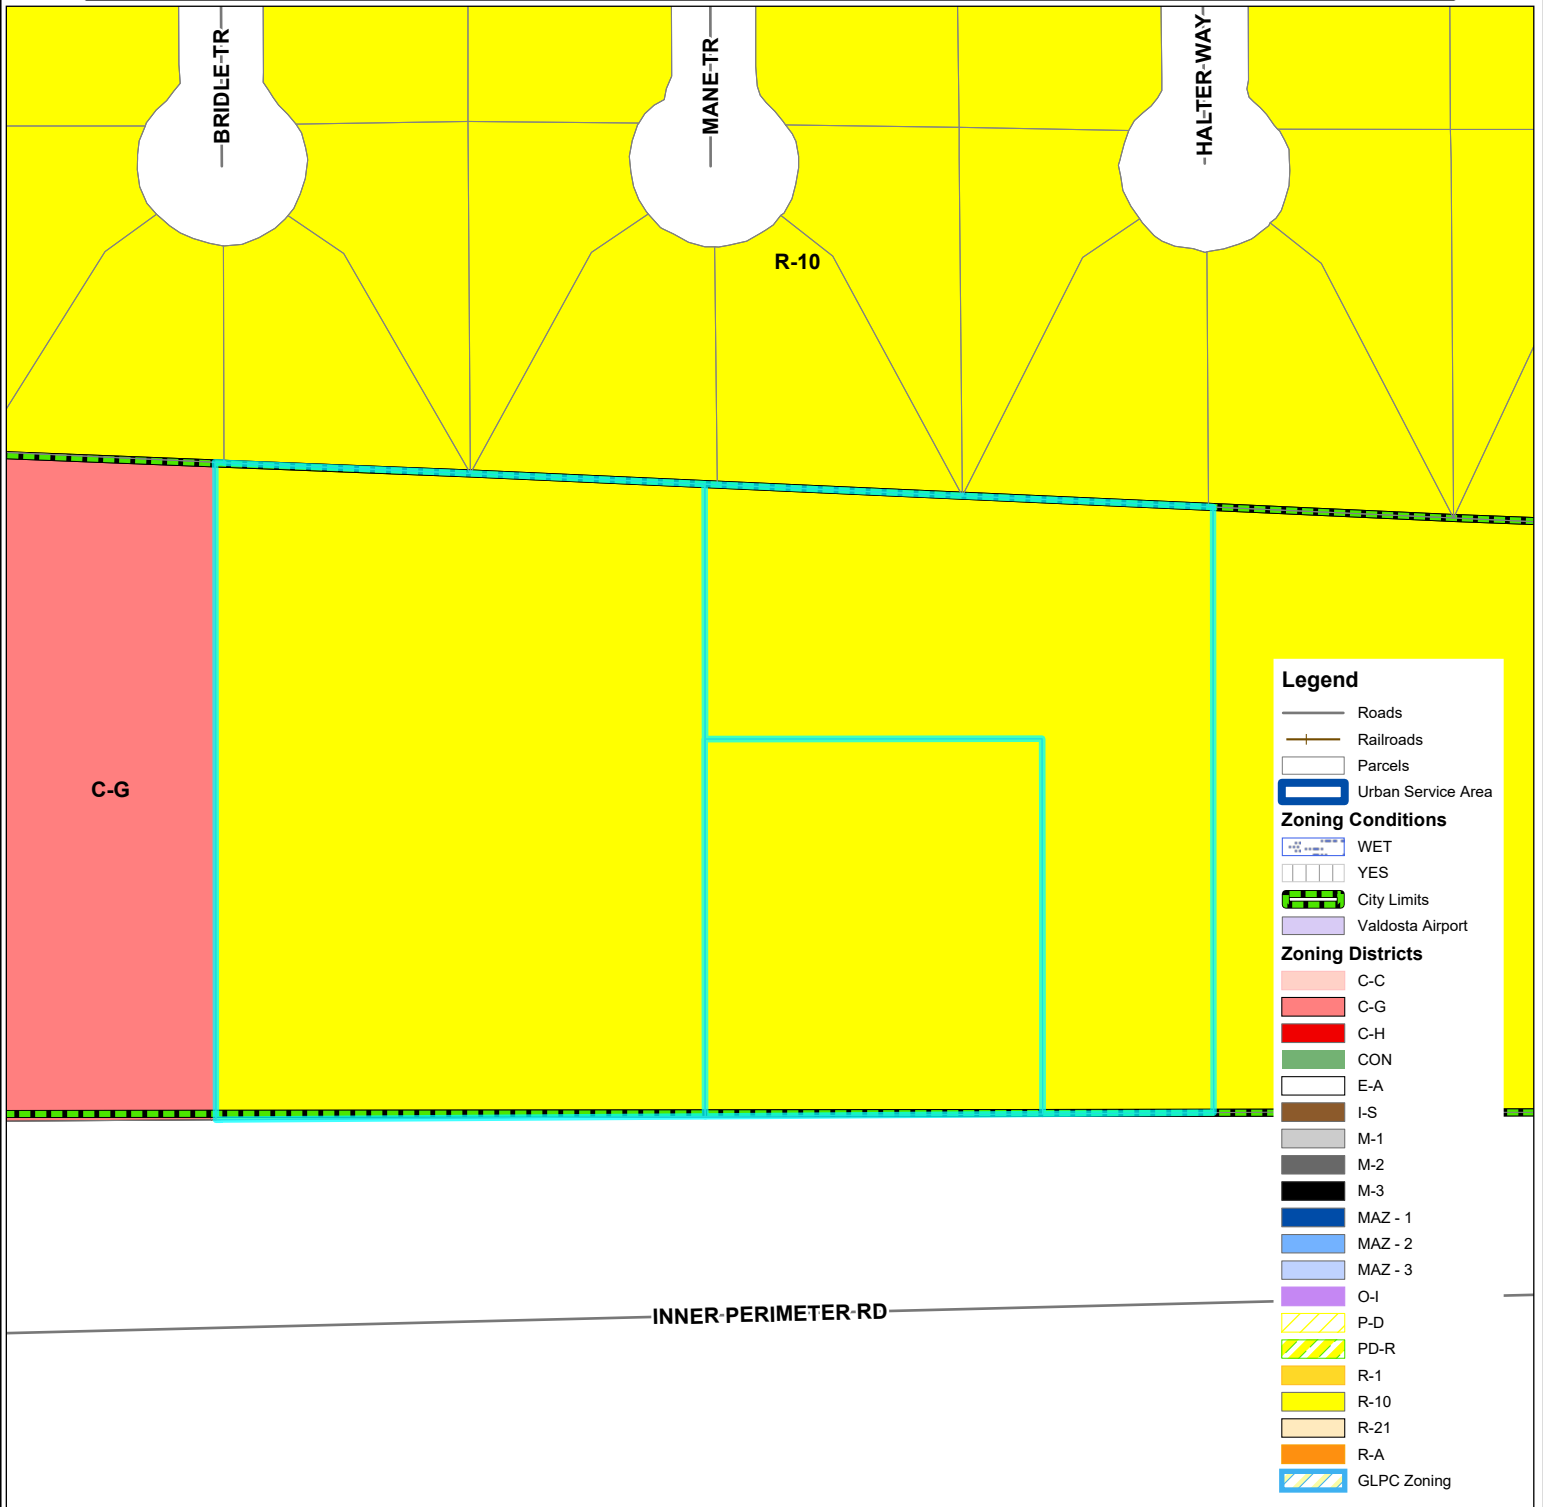 BRIDLE TR
MANE TR
HALTER WAY
R-10
C-G
INNER PERIMETER RD
Legend
Roads
Railroads
Parcels
Urban Service Area
Zoning Conditions
WET
YES
City Limits
Valdosta Airport
Zoning Districts
C-C
C-G
C-H
CON
E-A
I-S
M-1
M-2
M-3
MAZ - 1
MAZ - 2
MAZ - 3
O-I
P-D
PD-R
R-1
R-10
R-21
R-A
GLPC Zoning